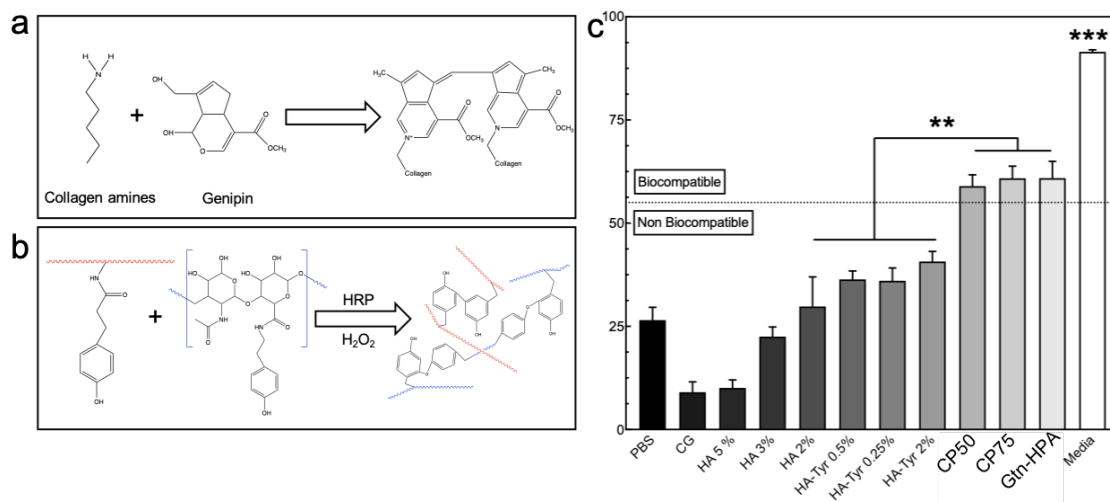 a
H
H
N
+
OH
OH
O
O
OCH₃
H₃C
CH₃
O
OCH₃
O
OCH₃
N⁺
N
Collagen
Collagen
Collagen amines
Genipin
b
HN
O
OH
+
OH
OH
OH
OH
O
O
O
O
HN
NH
O
O
OH
HRP
H₂O₂
OH
OH
O
OH
OH
O
c
100
75
50
25
0
***
**
Biocompatible
Non Biocompatible
PBS
CG
HA 5 %
HA 3%
HA 2%
HA-Tyr 0.5%
HA-Tyr 0.25%
HA-Tyr 2%
CP50
CP75
Gtn-HPA
Media